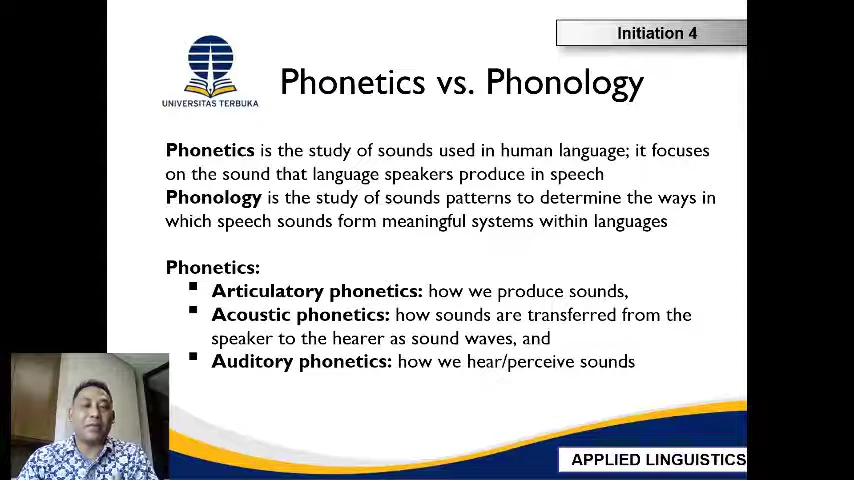 Initiation 4
UNIVERSITAS TERBUKA
Phonetics vs. Phonology
Phonetics is the study of sounds used in human language; it focuses
on the sound that language speakers produce in speech
Phonology is the study of sounds patterns to determine the ways in
which speech sounds form meaningful systems within languages
Phonetics:
▪ Articulatory phonetics: how we produce sounds,
▪ Acoustic phonetics: how sounds are transferred from the
speaker to the hearer as sound waves, and
▪ Auditory phonetics: how we hear/perceive sounds
APPLIED LINGUISTICS